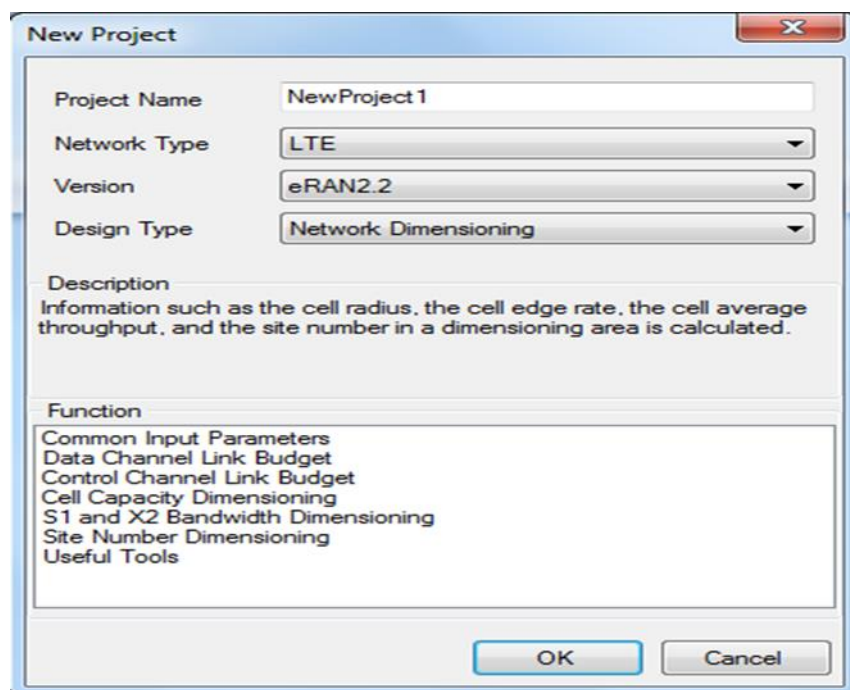 New Project
Project Name NewProject1
Network Type LTE
Version eRAN2.2
Design Type Network Dimensioning
Description
Information such as the cell radius, the cell edge rate, the cell average
throughput, and the site number in a dimensioning area is calculated.
Function
Common Input Parameters
Data Channel Link Budget
Control Channel Link Budget
Cell Capacity Dimensioning
S1 and X2 Bandwidth Dimensioning
Site Number Dimensioning
Useful Tools
OK Cancel